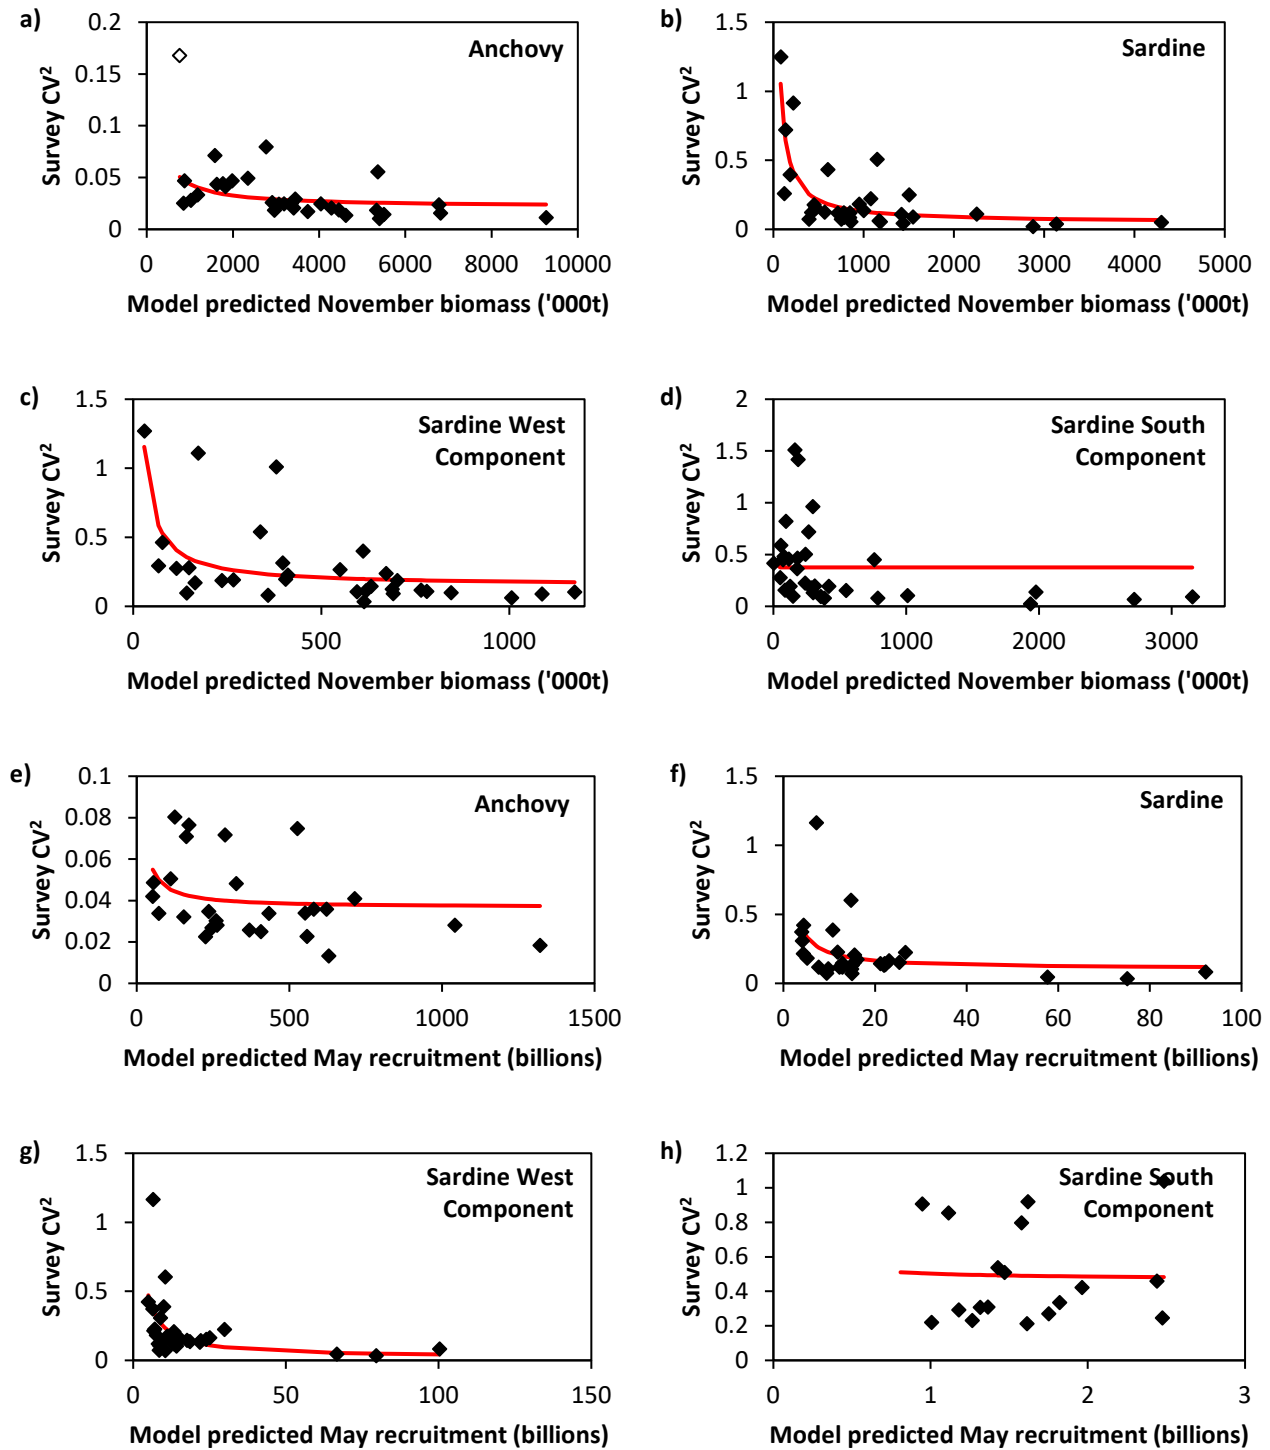 a)
Anchovy
Survey CV²
0.2
0.15
0.1
0.05
0
0 2000 4000 6000 8000 10000
Model predicted November biomass ('000t)
b)
Sardine
Survey CV²
1.5
1
0.5
0
0 1000 2000 3000 4000 5000
Model predicted November biomass ('000t)
c)
Sardine West
Component
Survey CV²
1.5
1
0.5
0
0 500 1000
Model predicted November biomass ('000t)
d)
Sardine South
Component
Survey CV²
2
1.5
1
0.5
0
0 1000 2000 3000
Model predicted November biomass ('000t)
e)
Anchovy
Survey CV²
0.1
0.08
0.06
0.04
0.02
0
0 500 1000 1500
Model predicted May recruitment (billions)
f)
Sardine
Survey CV²
1.5
1
0.5
0
0 20 40 60 80 100
Model predicted May recruitment (billions)
g)
Sardine West
Component
Survey CV²
1.5
1
0.5
0
0 50 100 150
Model predicted May recruitment (billions)
h)
Sardine South
Component
Survey CV²
1.2
1
0.8
0.6
0.4
0.2
0
0 1 2 3
Model predicted May recruitment (billions)